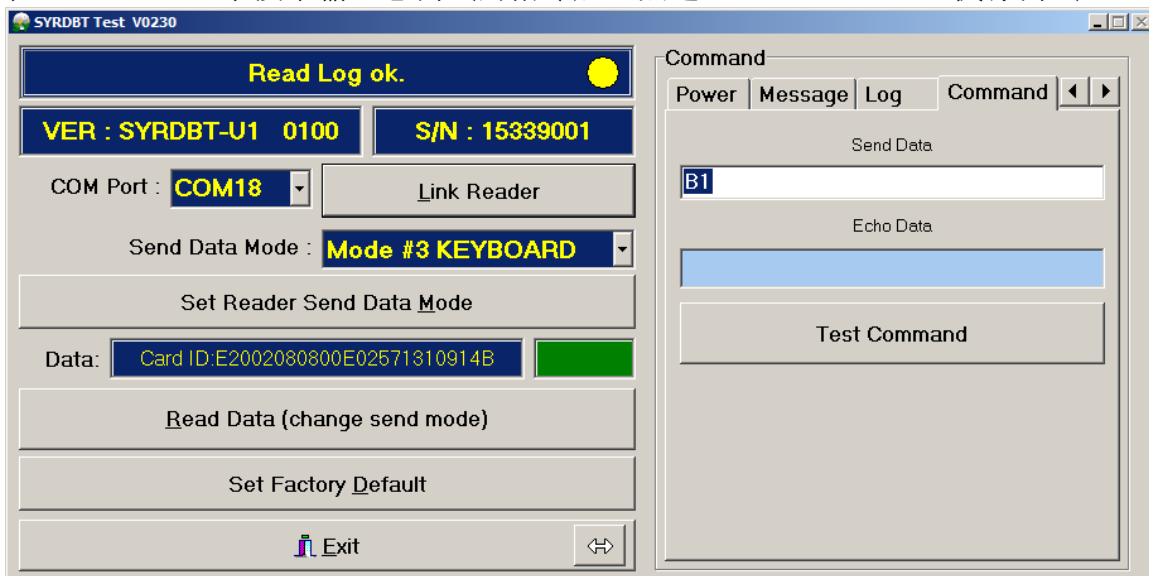 SYRDBT Test V0230
Read Log ok.
VER : SYRDBT-U1 0100
S/N : 15339001
COM Port : COM18
Link Reader
Send Data Mode : Mode #3 KEYBOARD
Set Reader Send Data Mode
Data: Card ID:E2002080800E02571310914B
Read Data (change send mode)
Set Factory Default
Exit
Command
Power Message Log Command
Send Data
B1
Echo Data
Test Command